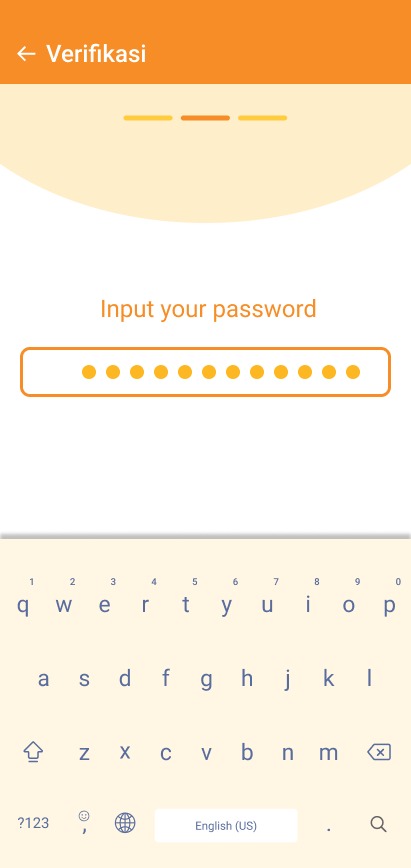 Verifikasi
Input your password
1 2 3 4 5 6 7 8 9 0
q w e r t y u i o p
a s d f g h j k l
z x c v b n m
?123 , English (US) .